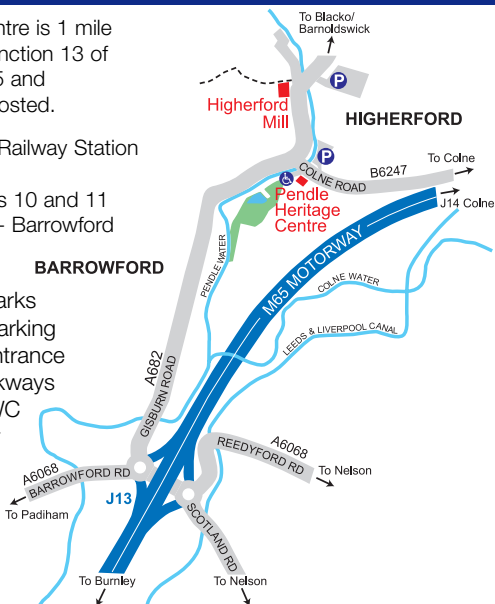 ntre is 1 mile
nction 13 of
5 and
osted.
Railway Station
s 10 and 11
- Barrowford
arks
arking
ntrance
kways
WC
To Blacko/
Barnoldswick
P
Higherford
Mill
HIGHERFORD
P
COLNE ROAD
B6247
To Colne
J14 Colne
Pendle
Heritage
Centre
BARROWFORD
PENDLE WATER
M65 MOTORWAY
COLNE WATER
LEEDS & LIVERPOOL CANAL
A682
GISBURN ROAD
A6068
REEDYFORD RD
To Nelson
A6068
BARROWFORD RD
To Padiham
J13
SCOTLAND RD
To Burnley
To Nelson